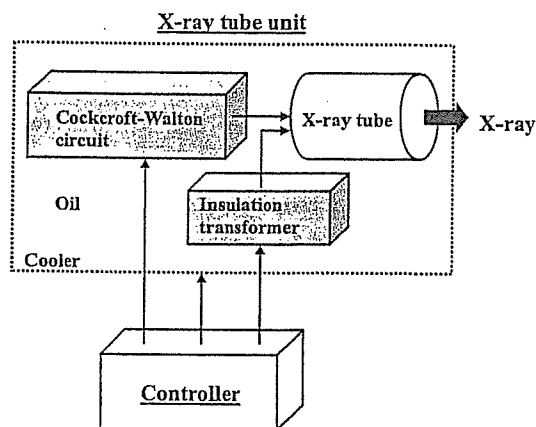 X-ray tube unit
Cockcroft-Walton
circuit
X-ray tube
X-ray
Oil
Insulation
transformer
Cooler
Controller